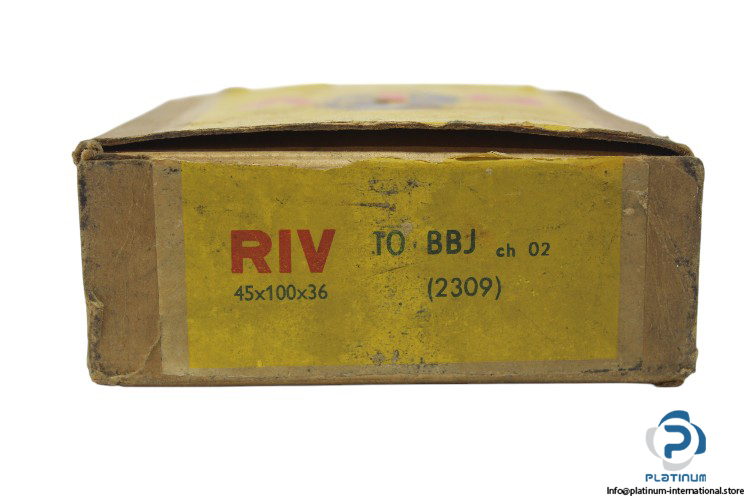 RIV TO BBJ ch 02
45x100x36 (2309)
PLATINUM
Info@platinum-international.store